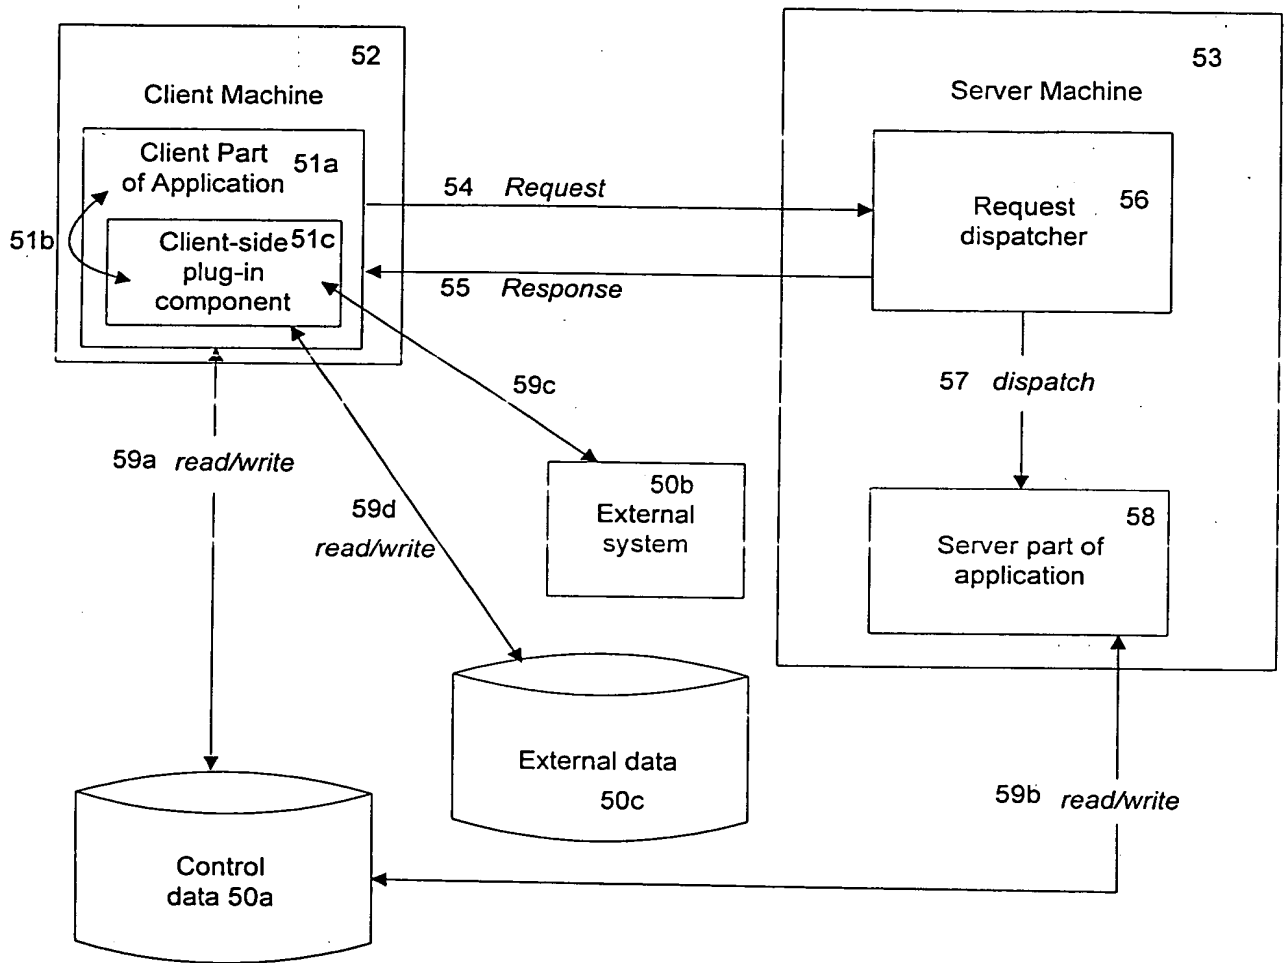 52
Client Machine
Client Part
of Application
51a
51b
Client-side
plug-in
component
51c
53
Server Machine
54 Request
55 Response
Request
dispatcher
56
57 dispatch
58
Server part of
application
59a read/write
59c
59d
read/write
50b
External
system
External data
50c
59b read/write
Control
data 50a